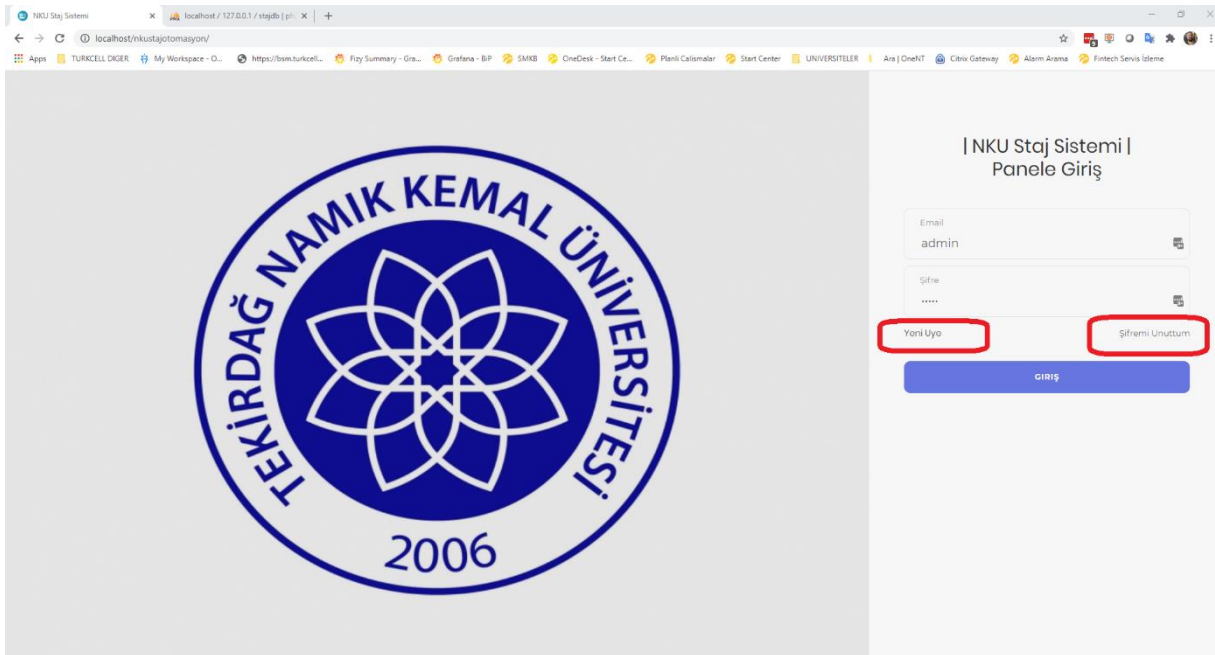 NKU Staj Sistemi
localhost / 127.0.0.1 / stajdb | ph
localhost/nkustajotomasyon/
Apps TURKCELL DIGER My Workspace - O... https://bsm.turkcell... Fizy Summary - Gra... Grafana - BiP SMKB OneDesk - Start Ce... Planli Calismalar Start Center UNIVERSITELER Ara | OneNT Citrix Gateway Alarm Arama Fintech Servis İzleme
TEKİRDAĞ NAMIK KEMAL ÜNİVERSİTESİ
2006
| NKU Staj Sistemi |
Panele Giriş
Email
admin
Şifre
.....
Yeni Uye
Şifremi Unuttum
GIRIŞ